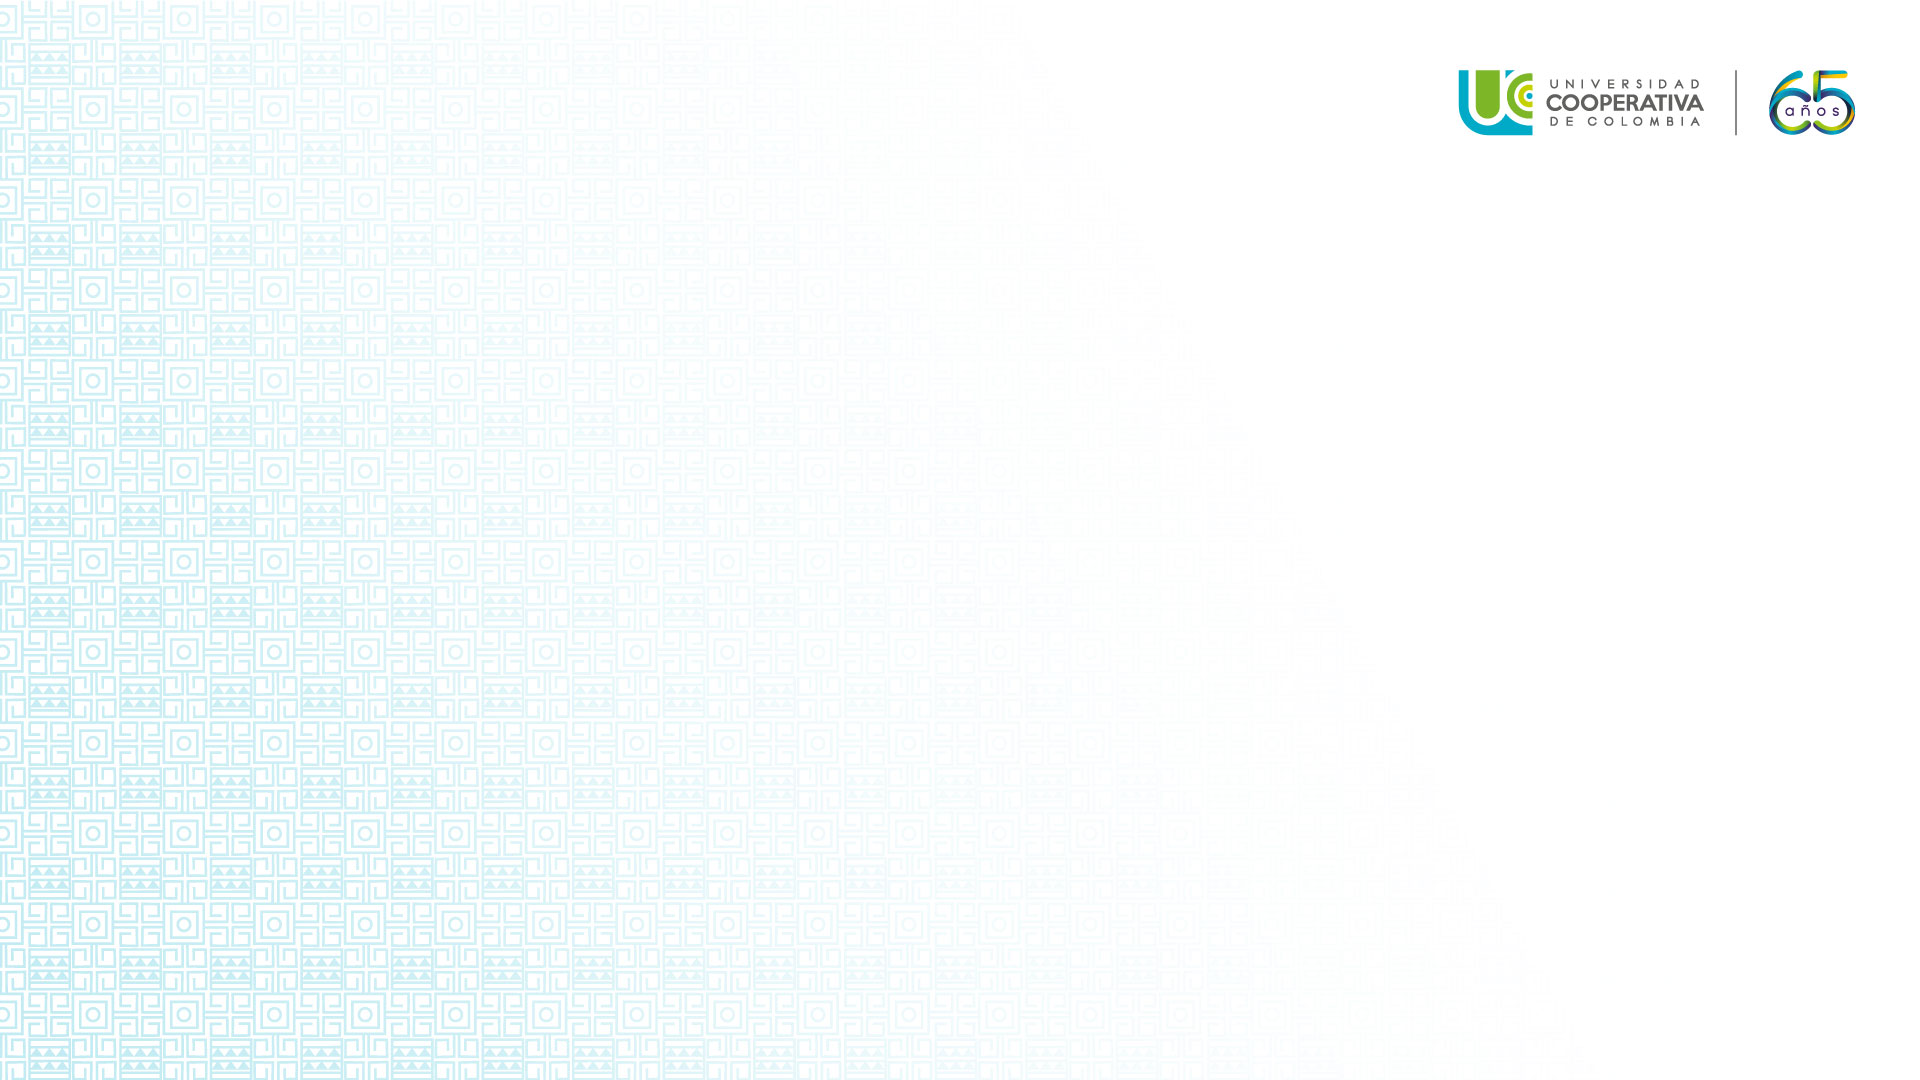 UNIVERSIDAD
COOPERATIVA
DE COLOMBIA
65
años